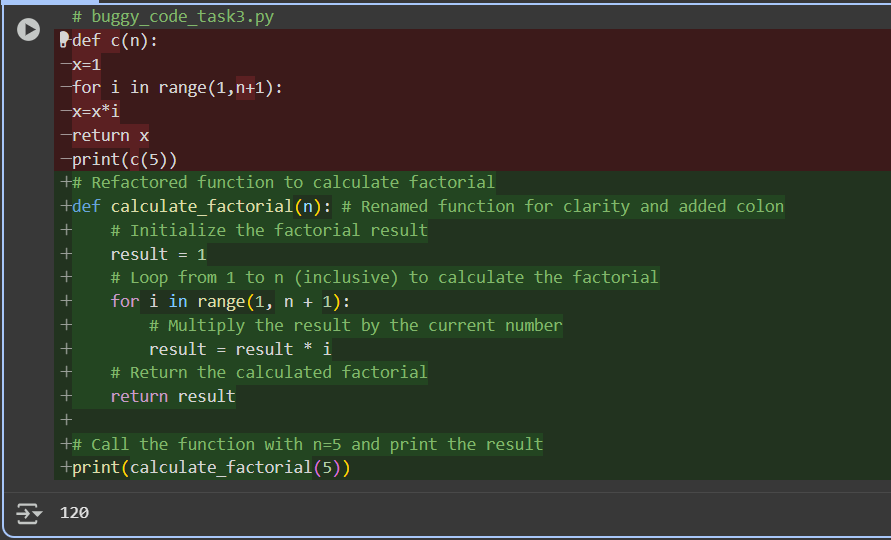 # buggy_code_task3.py
-def c(n):
-x=1
-for i in range(1,n+1):
-x=x*i
-return x
-print(c(5))
+# Refactored function to calculate factorial
+def calculate_factorial(n): # Renamed function for clarity and added colon
+    # Initialize the factorial result
+    result = 1
+    # Loop from 1 to n (inclusive) to calculate the factorial
+    for i in range(1, n + 1):
+        # Multiply the result by the current number
+        result = result * i
+    # Return the calculated factorial
+    return result
+
+# Call the function with n=5 and print the result
+print(calculate_factorial(5))
120